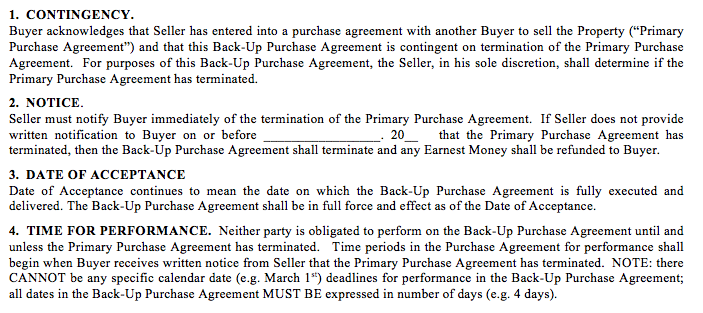 1. CONTINGENCY.
Buyer acknowledges that Seller has entered into a purchase agreement with another Buyer to sell the Property (“Primary
Purchase Agreement”) and that this Back-Up Purchase Agreement is contingent on termination of the Primary Purchase
Agreement. For purposes of this Back-Up Purchase Agreement, the Seller, in his sole discretion, shall determine if the
Primary Purchase Agreement has terminated.
2. NOTICE.
Seller must notify Buyer immediately of the termination of the Primary Purchase Agreement. If Seller does not provide
written notification to Buyer on or before __________________. 20__ that the Primary Purchase Agreement has
terminated, then the Back-Up Purchase Agreement shall terminate and any Earnest Money shall be refunded to Buyer.
3. DATE OF ACCEPTANCE
Date of Acceptance continues to mean the date on which the Back-Up Purchase Agreement is fully executed and
delivered. The Back-Up Purchase Agreement shall be in full force and effect as of the Date of Acceptance.
4. TIME FOR PERFORMANCE. Neither party is obligated to perform on the Back-Up Purchase Agreement until and
unless the Primary Purchase Agreement has terminated. Time periods in the Purchase Agreement for performance shall
begin when Buyer receives written notice from Seller that the Primary Purchase Agreement has terminated. NOTE: there
CANNOT be any specific calendar date (e.g. March 1st) deadlines for performance in the Back-Up Purchase Agreement;
all dates in the Back-Up Purchase Agreement MUST BE expressed in number of days (e.g. 4 days).